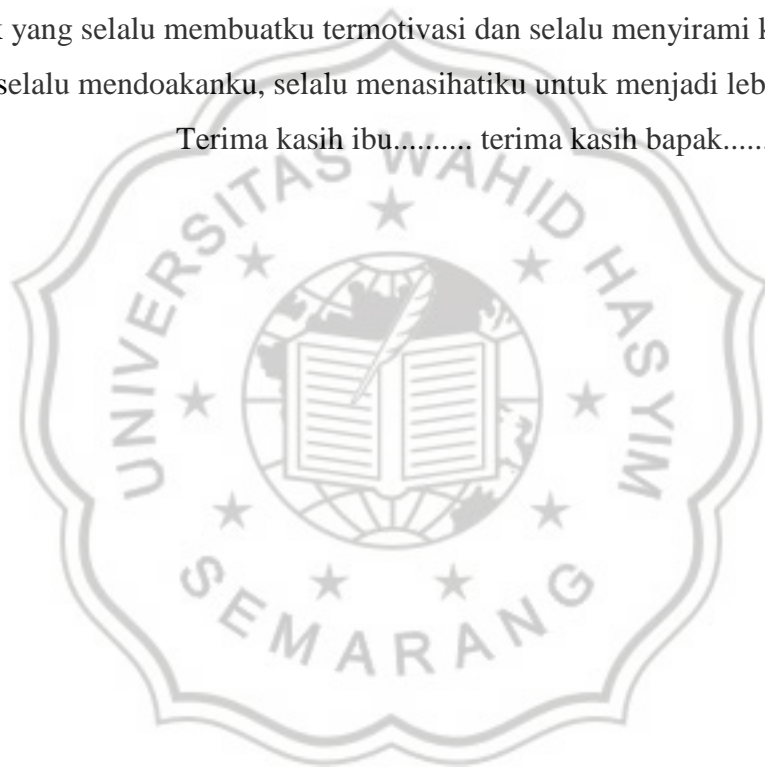 yang selalu membuatku termotivasi dan selalu menyirami
selalu mendoakanku, selalu menasihatiku untuk menjadi
Terima kasih ibu.......... terima kasih bapak......
UNIVERSITAS WAHID HASYIM
SEMARANG